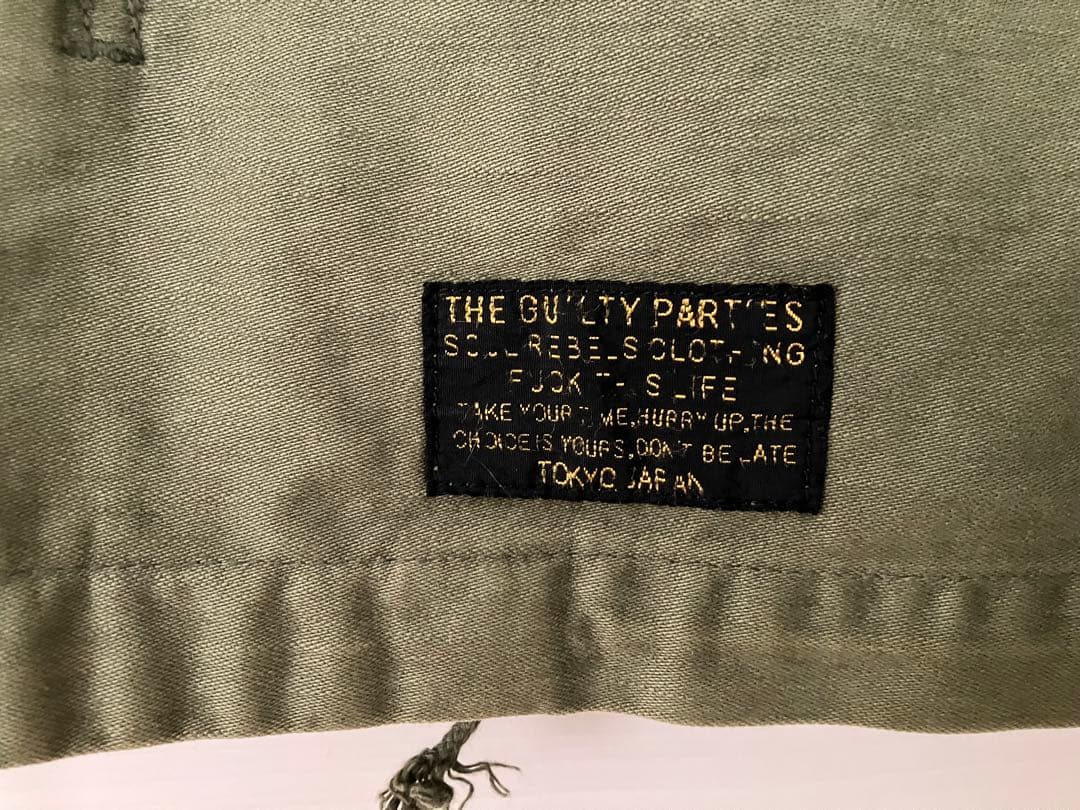 THE GUILTY PARTIES
SOUL REBELS CLOTHING
FUCK THIS LIFE
TAKE YOUR TIME,HURRY UP,THE
CHOICE IS YOURS,DON'T BE LATE
TOKYO JAPAN